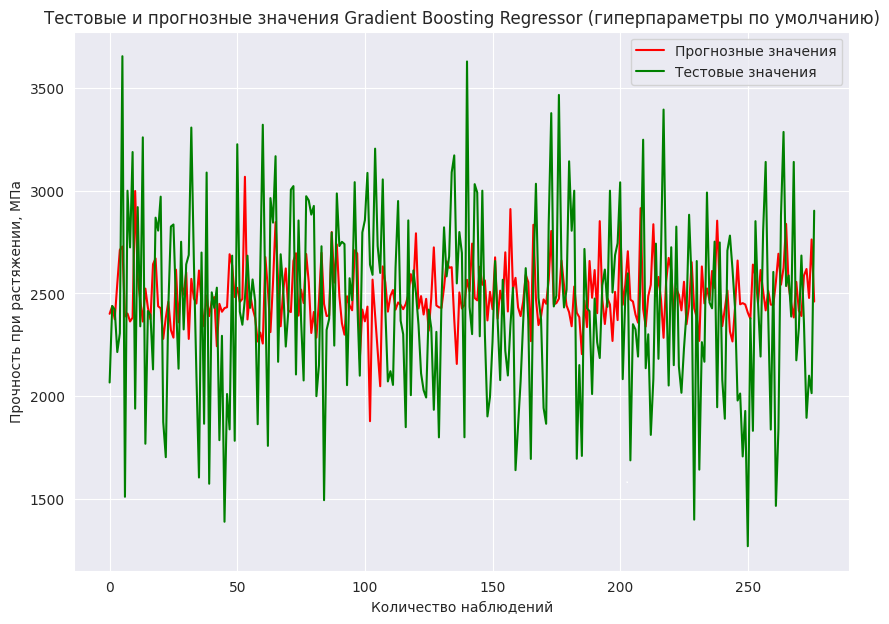 Тестовые и прогнозные значения Gradient Boosting Regressor (гиперпараметры по умолчанию)
Прогнозные значения
Тестовые значения
Прочность при растяжении, МПа
3500
3000
2500
2000
1500
0
50
100
150
200
250
Количество наблюдений